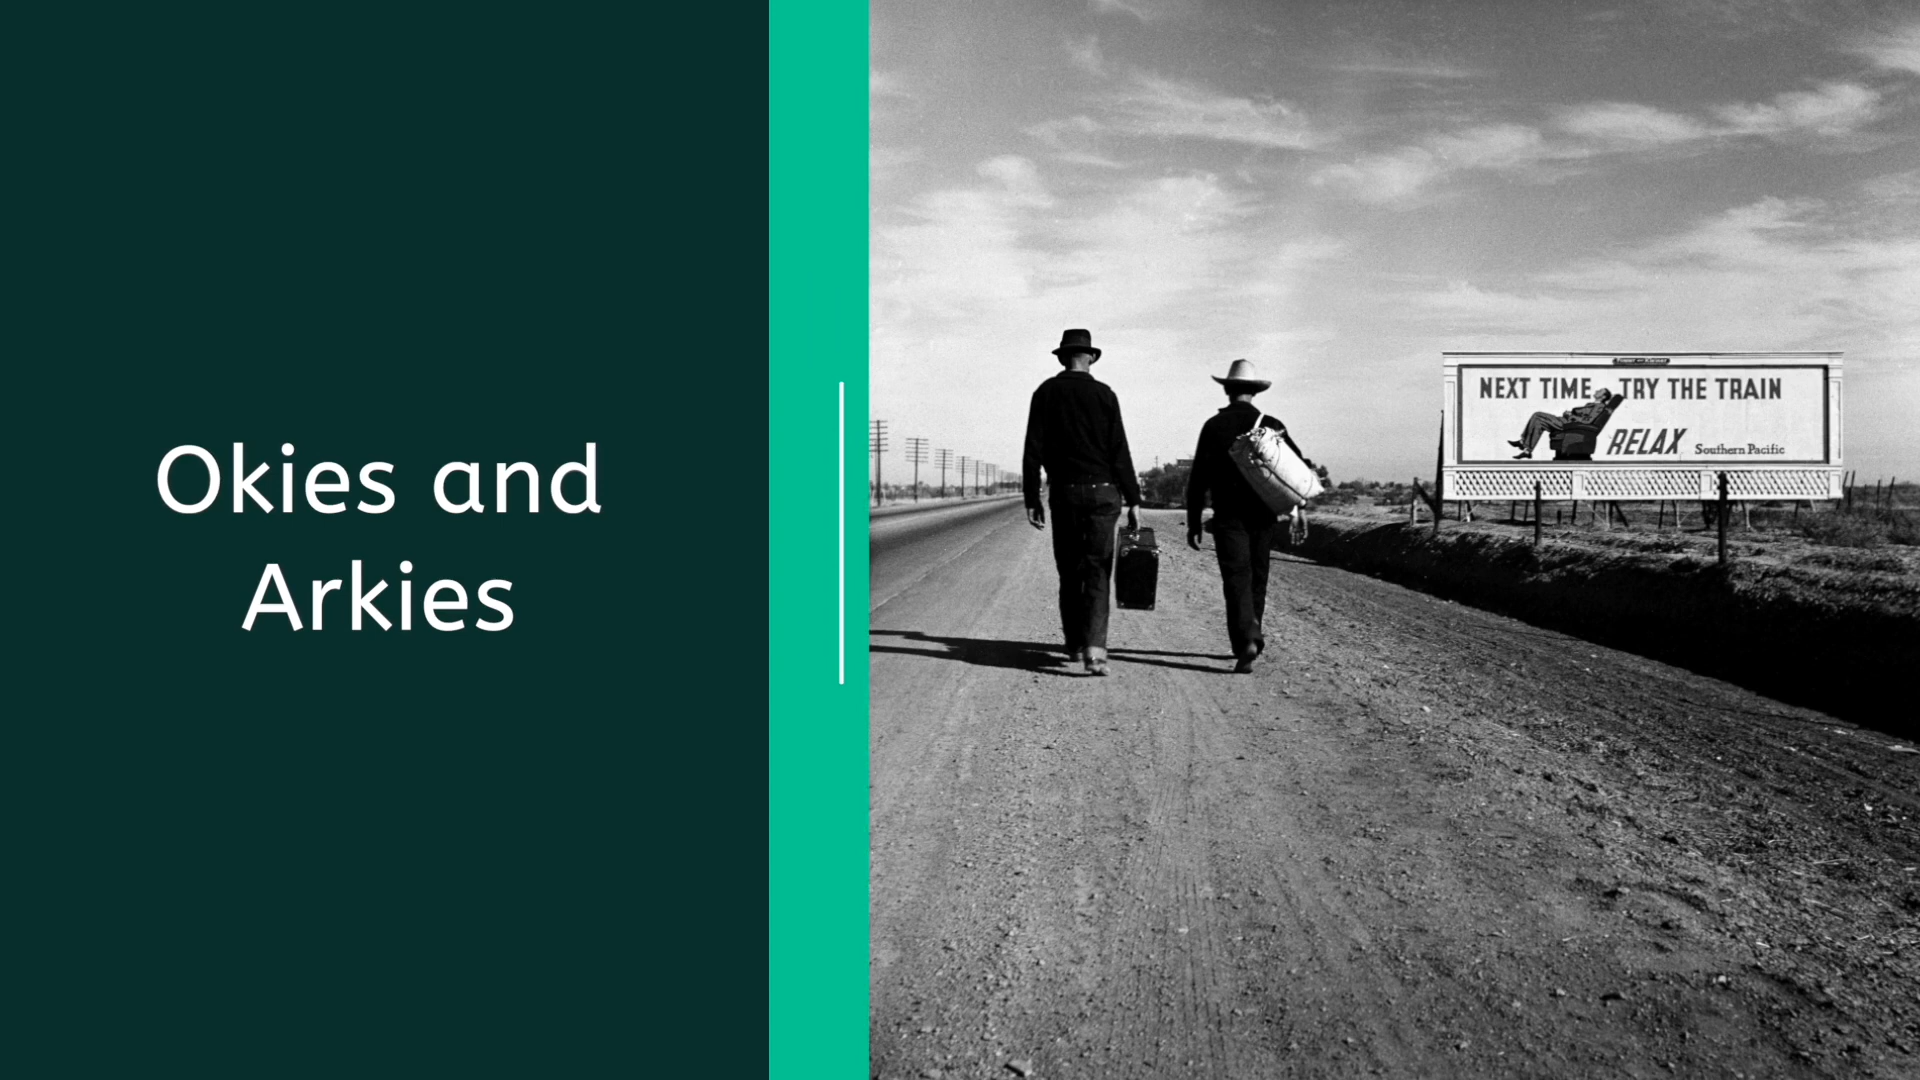 Okies and
Arkies
NEXT TIME TRY THE TRAIN
RELAX Southern Pacific